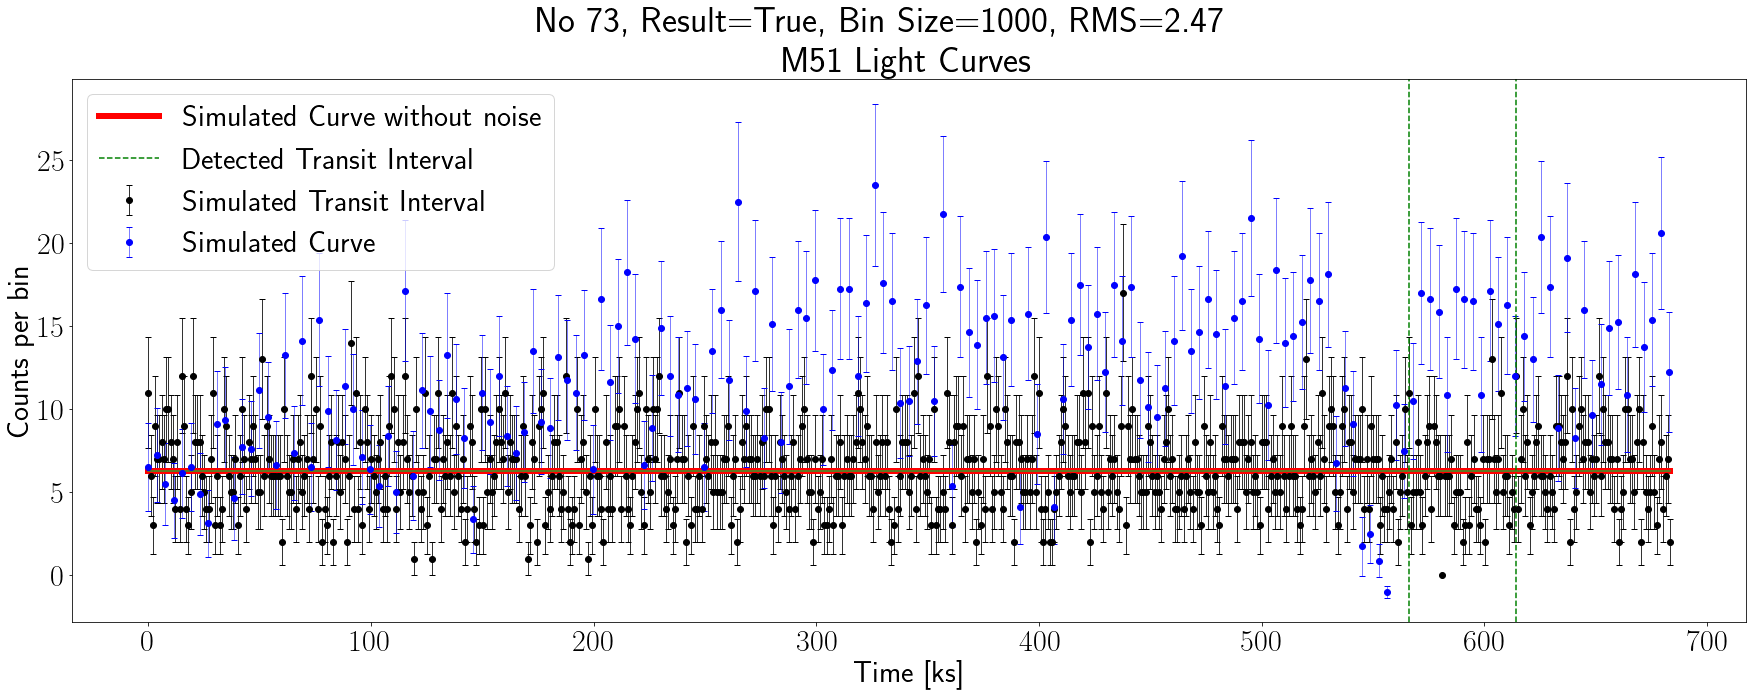 No 73, Result=True, Bin Size=1000, RMS=2.47
M51 Light Curves
Simulated Curve without noise
Detected Transit Interval
Simulated Transit Interval
Simulated Curve
Counts per bin
25
20
15
10
5
0
0 100 200 300 400 500 600 700
Time [ks]